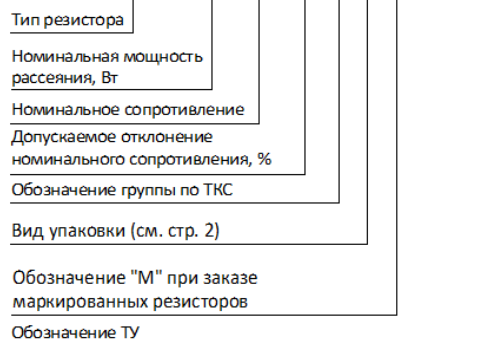 Тип резистора
Номинальная мощность
рассеяния, Вт
Номинальное сопротивление
Допускаемое отклонение
номинального сопротивления, %
Обозначение группы по ТКС
Вид упаковки (см. стр. 2)
Обозначение "М" при заказе
маркированных резисторов
Обозначение ТУ